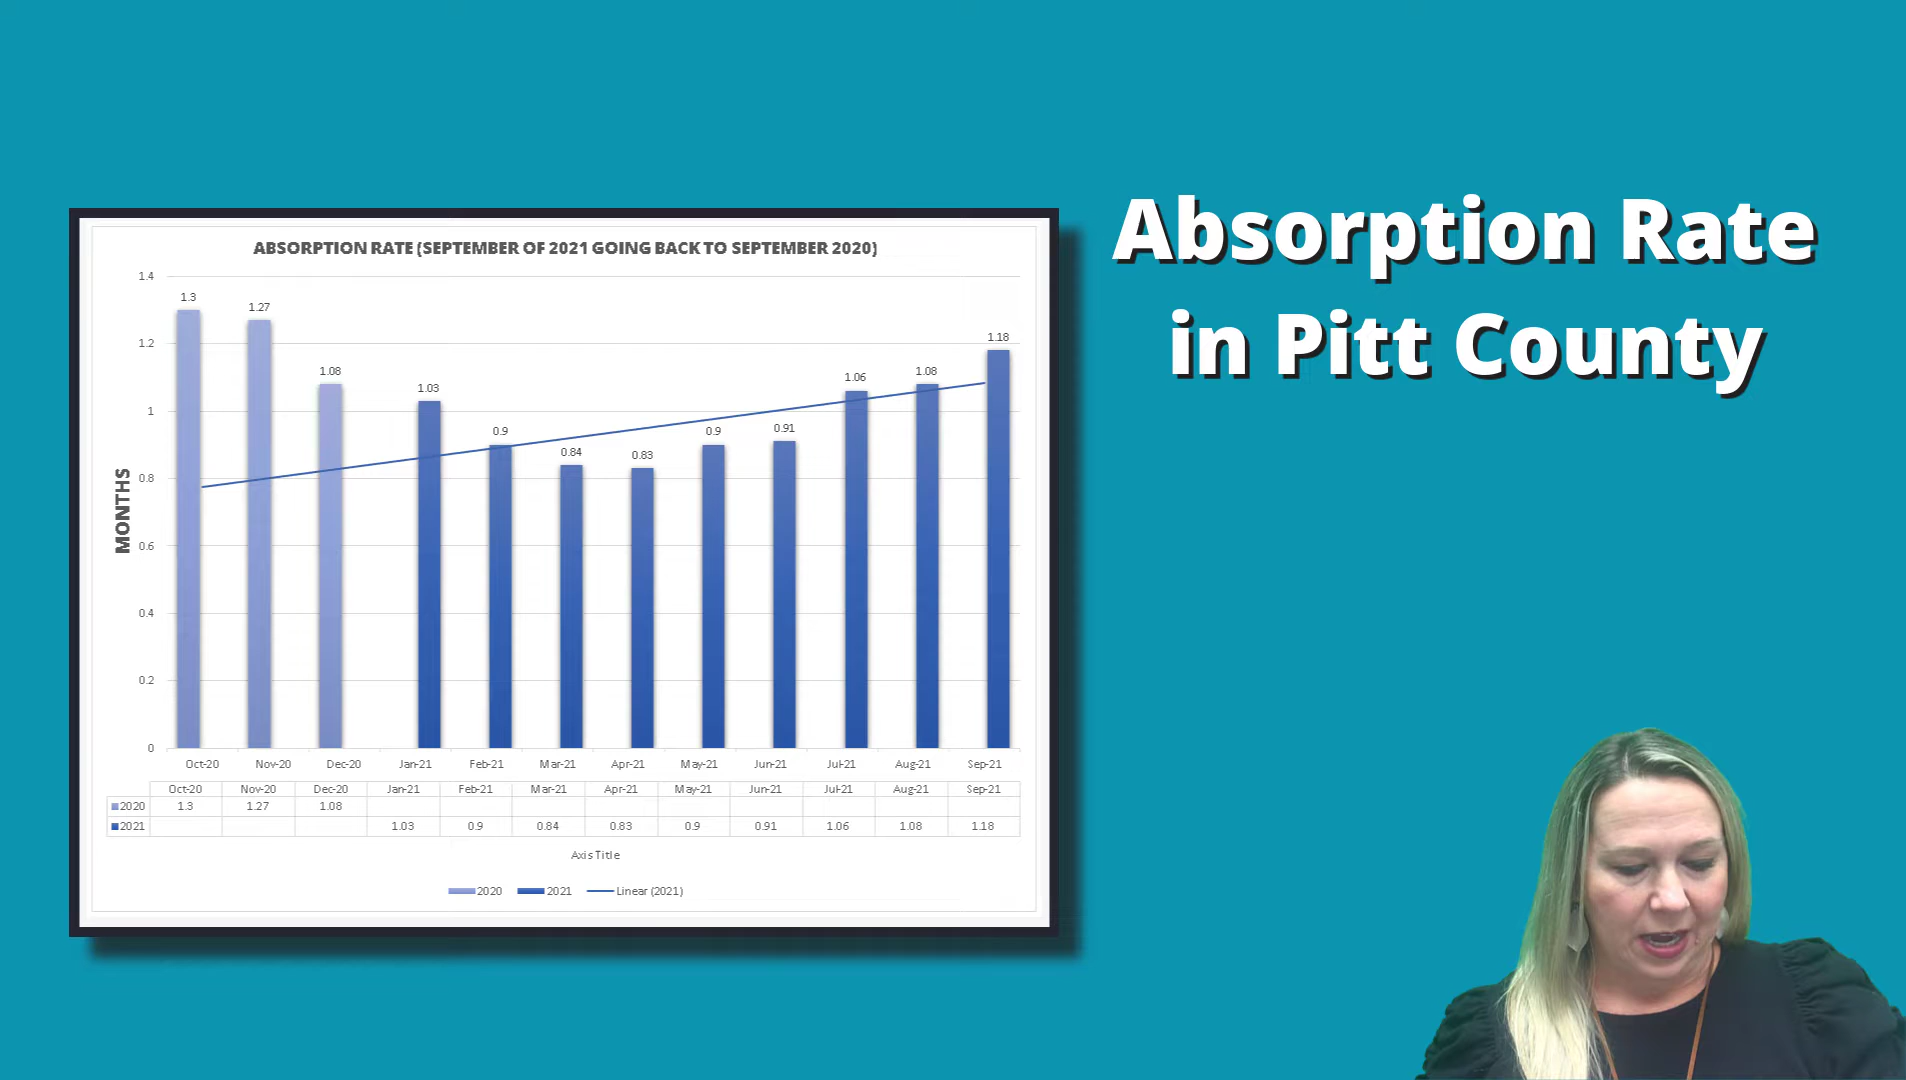 Absorption Rate
in Pitt County
ABSORPTION RATE (SEPTEMBER OF 2021 GOING BACK TO SEPTEMBER 2020)
MONTHS
1.4
1.2
1
0.8
0.6
0.4
0.2
0
1.3
1.27
1.08
1.03
0.9
0.84
0.83
0.9
0.91
1.06
1.08
1.18
Oct-20 Nov-20 Dec-20 Jan-21 Feb-21 Mar-21 Apr-21 May-21 Jun-21 Jul-21 Aug-21 Sep-21
Oct-20 Nov-20 Dec-20 Jan-21 Feb-21 Mar-21 Apr-21 May-21 Jun-21 Jul-21 Aug-21 Sep-21
2020 1.3 1.27 1.08
2021 1.03 0.9 0.84 0.83 0.9 0.91 1.06 1.08 1.18
Axis Title
2020 2021 Linear (2021)